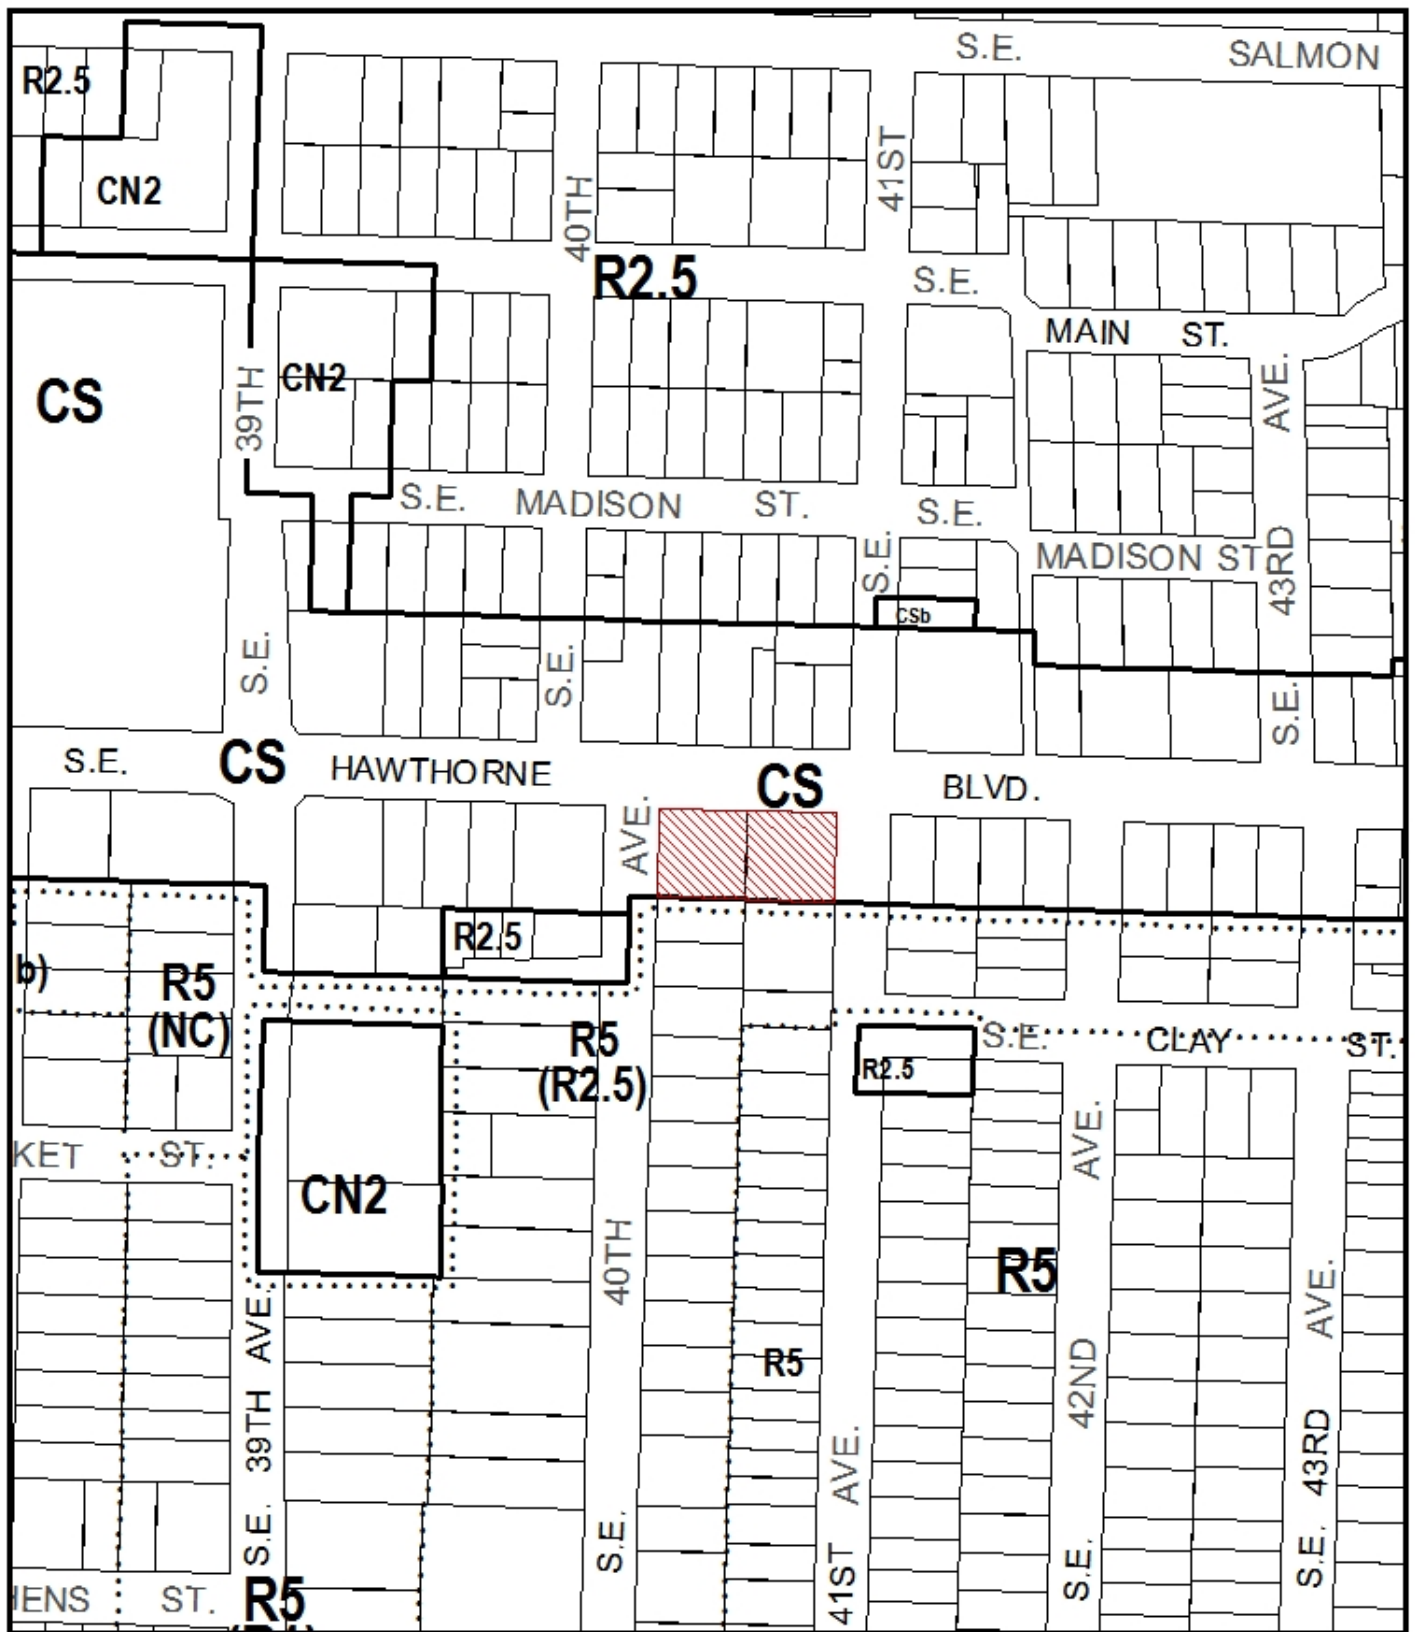 S.E. SALMON
R2.5
41ST
CN2
40TH
R2.5
S.E.
MAIN ST.
CN2
CS
39TH
AVE.
S.E. MADISON ST.
S.E.
S.E.
MADISON ST.
43RD
CSb
S.E.
S.E.
S.E.
CS
S.E. HAWTHORNE
CS
BLVD.
AVE.
R2.5
b)
R5
(NC)
R5
(R2.5)
S.E. CLAY ST.
R2.5
KET ST.
AVE.
CN2
40TH
R5
AVE.
AVE.
R5
42ND
39TH
43RD
AVE.
S.E.
S.E.
S.E.
S.E.
41ST
HENS ST.
R5